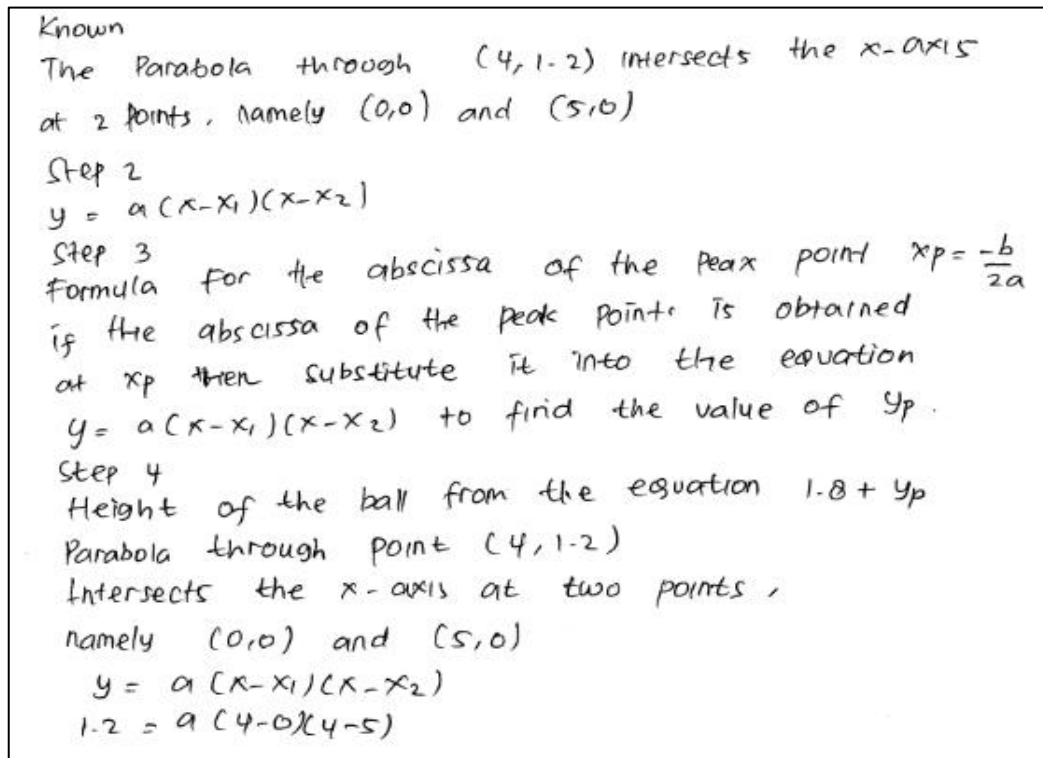 Known
The Parabola through (4, 1.2) intersects the x-axis
at 2 points, namely (0,0) and (5,0)
Step 2
y = a(x-x₁)(x-x₂)
Step 3
Formula for the abscissa of the Peax point xp = -b/2a
if the abscissa of the peak point is obtained
at xp then substitute it into the equation
y = a(x-x₁)(x-x₂) to find the value of yp.
Step 4
Height of the ball from the equation 1.8 + yp
Parabola through point (4, 1.2)
Intersects the x-axis at two points,
namely (0,0) and (5,0)
y = a(x-x₁)(x-x₂)
1.2 = a(4-0)(4-5)